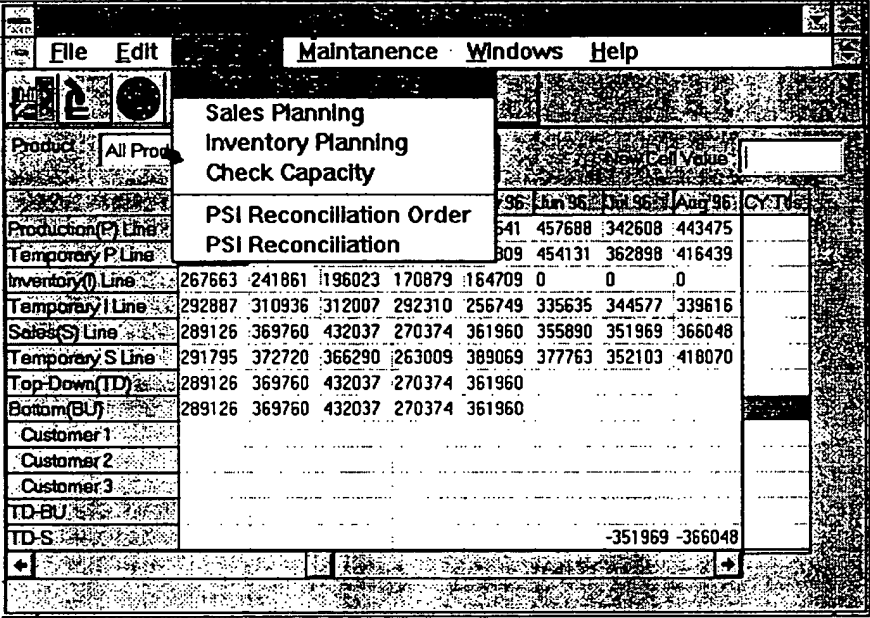 File Edit Maintanence Windows Help
Sales Planning
Inventory Planning
Check Capacity
PSI Reconciliation Order
PSI Reconciliation
Product All Prod
New Cell Value
96 Jun 96 Jul 96 Aug 96 CY Ttl
Production(P) Line 541 457688 342608 443475
Temporary P Line 309 454131 362898 416439
Inventory(I) Line 267663 241861 196023 170879 164709 0 0 0
Temporary I Line 292887 310936 312007 292310 256749 335635 344577 339616
Sales(S) Line 289126 369760 432037 270374 361960 355890 351969 366048
Temporary S Line 291795 372720 366290 263009 389069 377763 352103 418070
Top-Down(TD) 289126 369760 432037 270374 361960
Bottom(BU) 289126 369760 432037 270374 361960
Customer 1
Customer 2
Customer 3
TD-BU
TD-S -351969 -366048